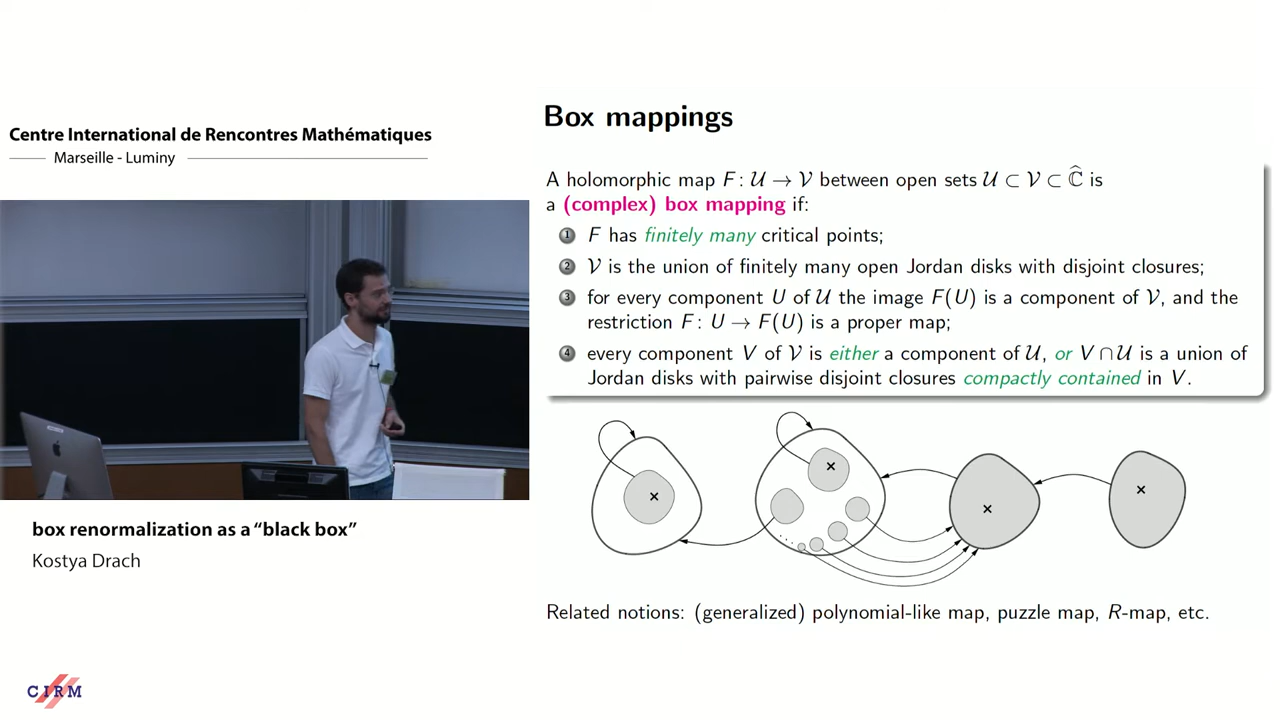 Centre International de Rencontres Mathématiques
Marseille - Luminy
box renormalization as a “black box”
Kostya Drach
CIRM
Box mappings
A holomorphic map F : 𝒰 → 𝒱 between open sets 𝒰 ⊂ 𝒱 ⊂ Ĉ is
a (complex) box mapping if:
1 F has finitely many critical points;
2 𝒱 is the union of finitely many open Jordan disks with disjoint closures;
3 for every component U of 𝒰 the image F(U) is a component of 𝒱, and the
restriction F : U → F(U) is a proper map;
4 every component V of 𝒱 is either a component of 𝒰, or V ∩ 𝒰 is a union of
Jordan disks with pairwise disjoint closures compactly contained in V.
Related notions: (generalized) polynomial-like map, puzzle map, R-map, etc.